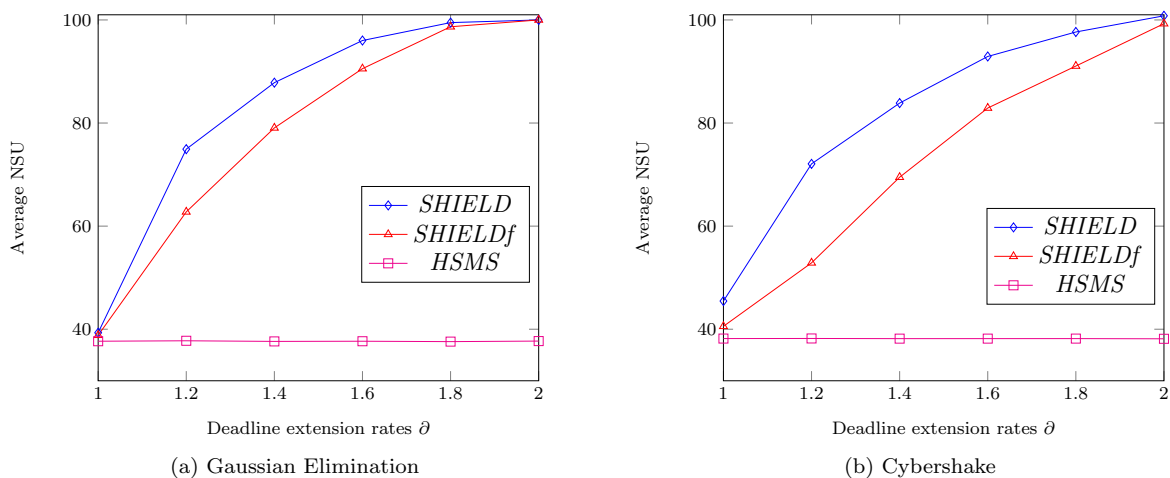 100
80
60
40
Average NSU
SHIELD
SHIELDf
HSMS
1 1.2 1.4 1.6 1.8 2
Deadline extension rates ∂
(a) Gaussian Elimination
100
80
60
40
Average NSU
SHIELD
SHIELDf
HSMS
1 1.2 1.4 1.6 1.8 2
Deadline extension rates ∂
(b) Cybershake